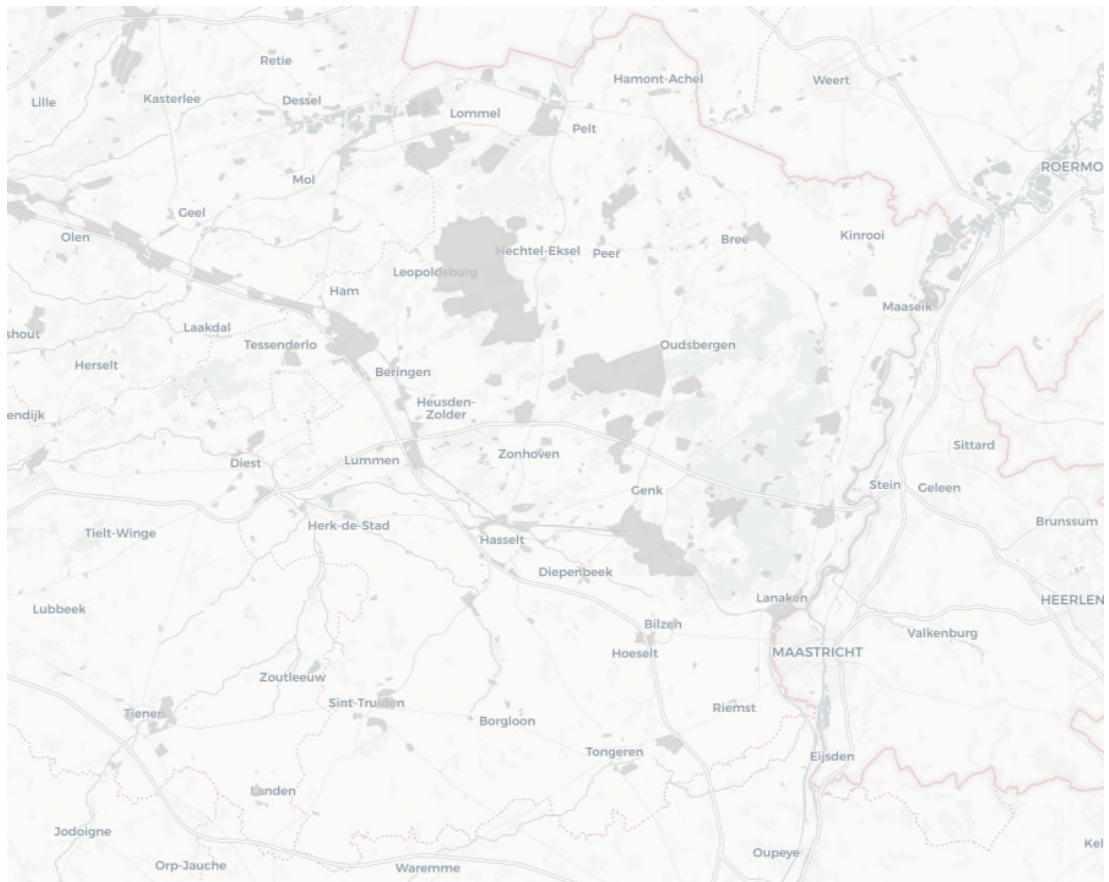 Retie
Hamont-Achel
Weert
Lille
Kasterlee
Dessel
Lommel
Pelt
ROERMO
Mol
Geel
Olen
Hechtel-Eksel
Peer
Bree
Kinrooi
Leopoldsburg
Ham
Maaseik
shout
Laakdal
Tessenderlo
Oudsbergen
Herselt
Beringen
Heusden-
Zolder
endijk
Sittard
Diest
Lummen
Zonhoven
Genk
Stein
Geleen
Tielt-Winge
Herk-de-Stad
Brunssum
Hasselt
Diepenbeek
Lubbeek
Lanaken
HEERLEN
Bilzen
Valkenburg
Hoeselt
MAASTRICHT
Zoutleeuw
Tienen
Sint-Truiden
Borgloon
Riemst
Tongeren
Eijsden
Landen
Jodoigne
Kel
Oupeye
Orp-Jauche
Waremme